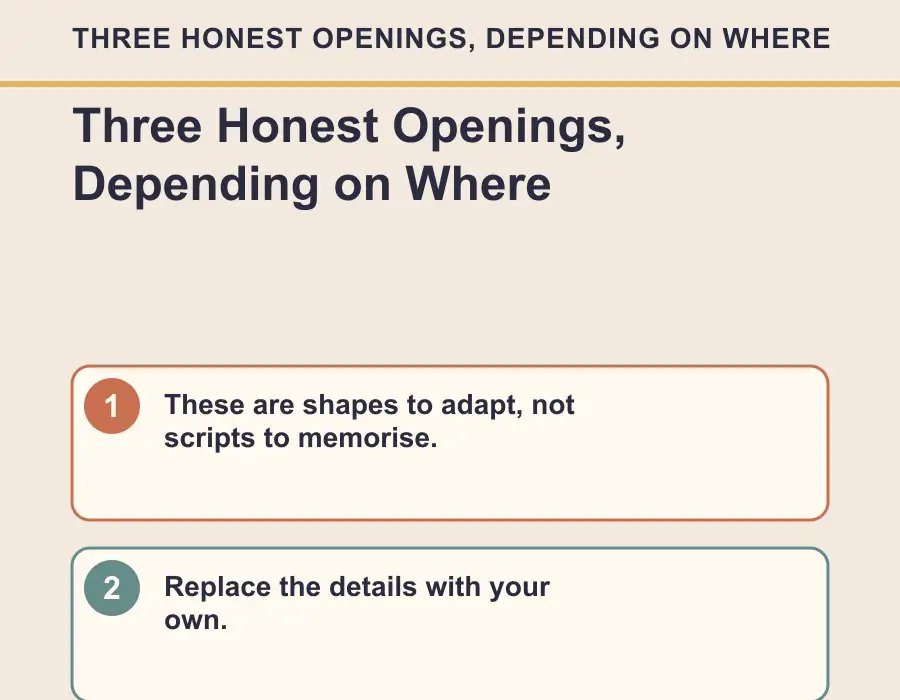 THREE HONEST OPENINGS, DEPENDING ON WHERE
Three Honest Openings,
Depending on Where
1
These are shapes to adapt, not
scripts to memorise.
2
Replace the details with your
own.